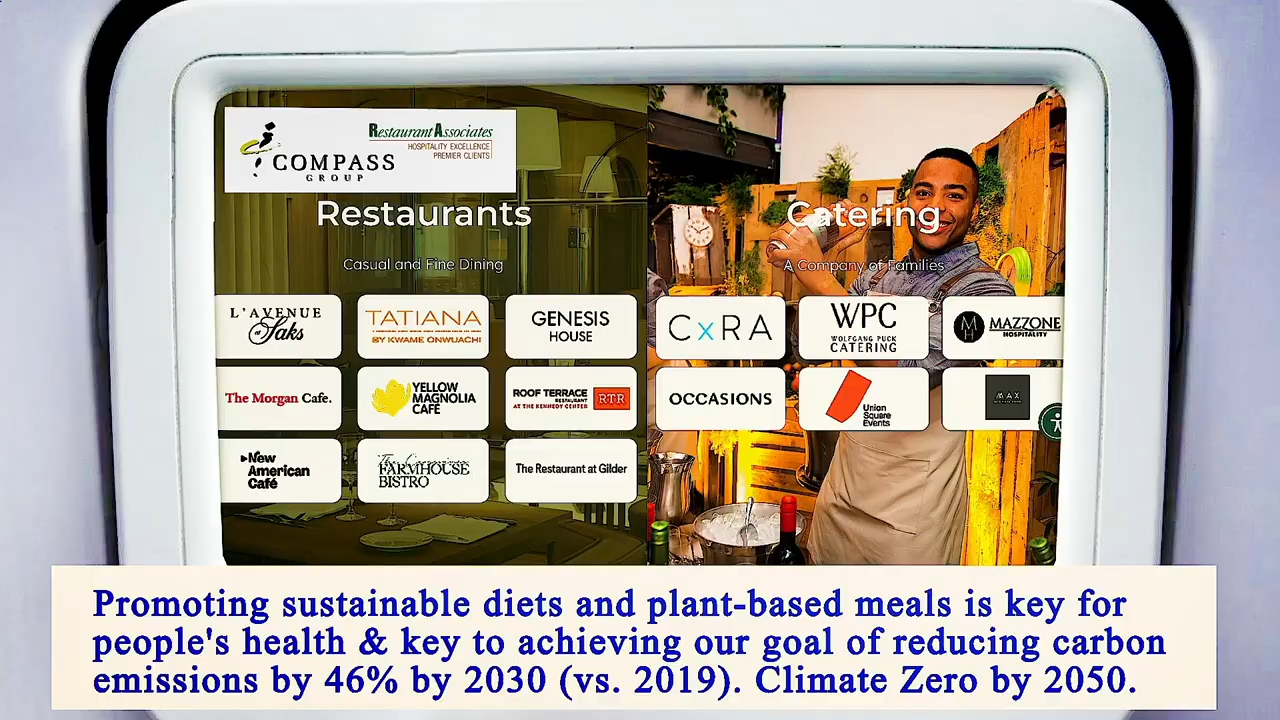 COMPASS
GROUP
Restaurant Associates
HOSPITALITY EXCELLENCE
PREMIER CLIENTS
Restaurants
Casual and Fine Dining
L'AVENUE
at Saks
TATIANA
BY KWAME ONWUACHI
GENESIS
HOUSE
The Morgan Café.
YELLOW
MAGNOLIA
CAFÉ
ROOF TERRACE
RESTAURANT
AT THE KENNEDY CENTER
RTR
New
American
Café
FARMHOUSE
BISTRO
The Restaurant at Gilder
Catering
A Company of Families
CxRA
WPC
WOLFGANG PUCK
CATERING
MH
MAZZONE
HOSPITALITY
OCCASIONS
Union
Square
Events
MAX
Promoting sustainable diets and plant-based meals is key for
people's health & key to achieving our goal of reducing carbon
emissions by 46% by 2030 (vs. 2019). Climate Zero by 2050.